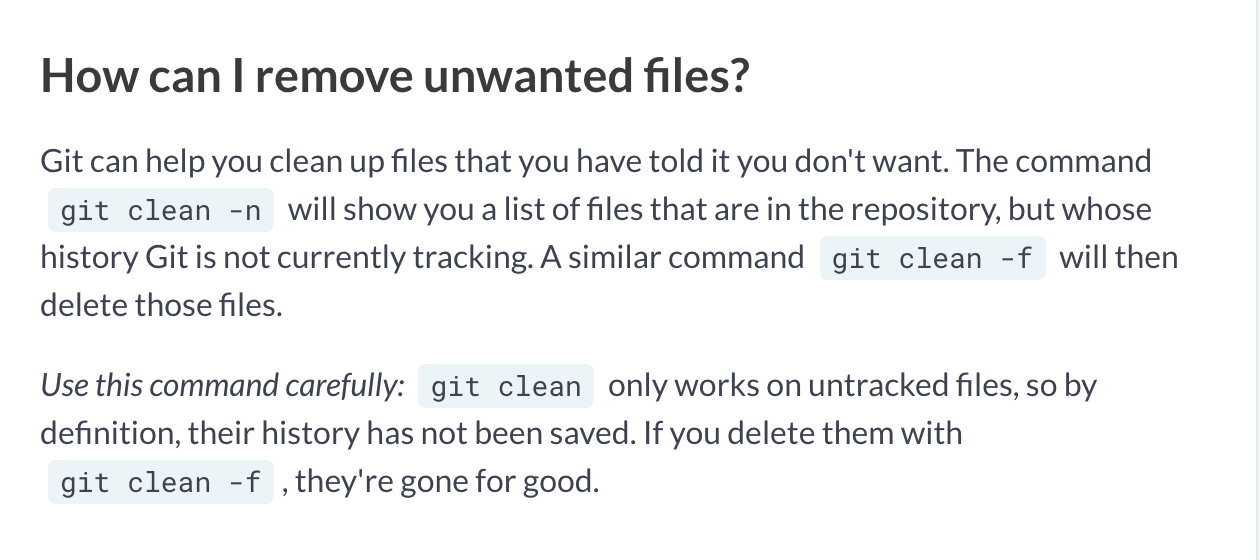 How can I remove unwanted files?
Git can help you clean up files that you have told it you don't want. The command
git clean -n will show you a list of files that are in the repository, but whose
history Git is not currently tracking. A similar command git clean -f will then
delete those files.
Use this command carefully: git clean only works on untracked files, so by
definition, their history has not been saved. If you delete them with
git clean -f , they're gone for good.